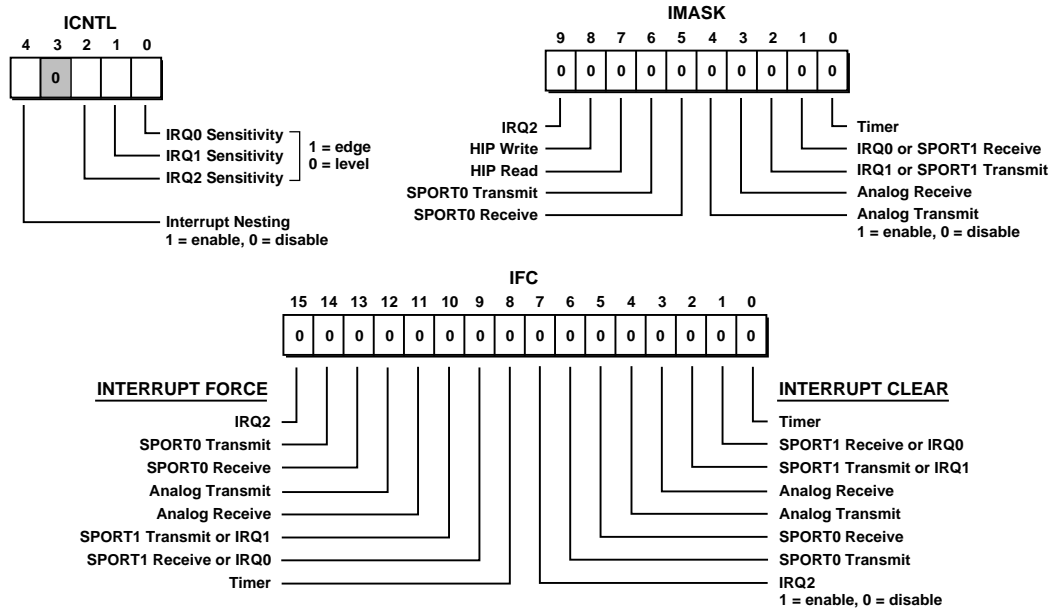 ICNTL
4 3 2 1 0
0
IRQ0 Sensitivity
IRQ1 Sensitivity
IRQ2 Sensitivity
1 = edge
0 = level
Interrupt Nesting
1 = enable, 0 = disable
IMASK
9 8 7 6 5 4 3 2 1 0
0 0 0 0 0 0 0 0 0 0
IRQ2
HIP Write
HIP Read
SPORT0 Transmit
SPORT0 Receive
Timer
IRQ0 or SPORT1 Receive
IRQ1 or SPORT1 Transmit
Analog Receive
Analog Transmit
1 = enable, 0 = disable
IFC
15 14 13 12 11 10 9 8 7 6 5 4 3 2 1 0
0 0 0 0 0 0 0 0 0 0 0 0 0 0 0 0
INTERRUPT FORCE
IRQ2
SPORT0 Transmit
SPORT0 Receive
Analog Transmit
Analog Receive
SPORT1 Transmit or IRQ1
SPORT1 Receive or IRQ0
Timer
INTERRUPT CLEAR
Timer
SPORT1 Receive or IRQ0
SPORT1 Transmit or IRQ1
Analog Receive
Analog Transmit
SPORT0 Receive
SPORT0 Transmit
IRQ2
1 = enable, 0 = disable